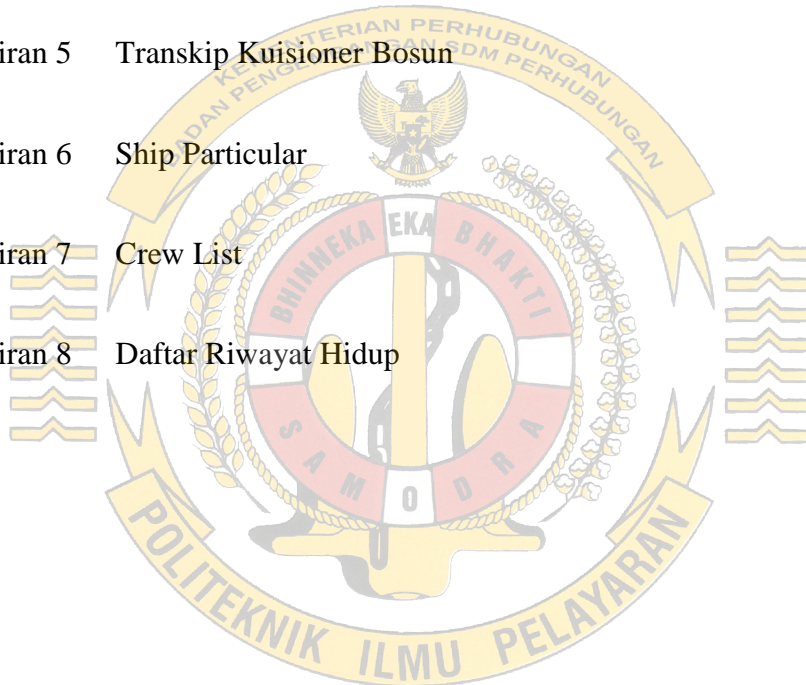 KEMENTERIAN PERHUBUNGAN
BADAN PENGEMBANGAN SDM PERHUBUNGAN
iran 5 Transkip Kuisioner Bosun
iran 6 Ship Particular
iran 7 Crew List
iran 8 Daftar Riwayat Hidup
BHINNEKA EKA BHAKTI
SAMODRA
POLITEKNIK ILMU PELAYARAN